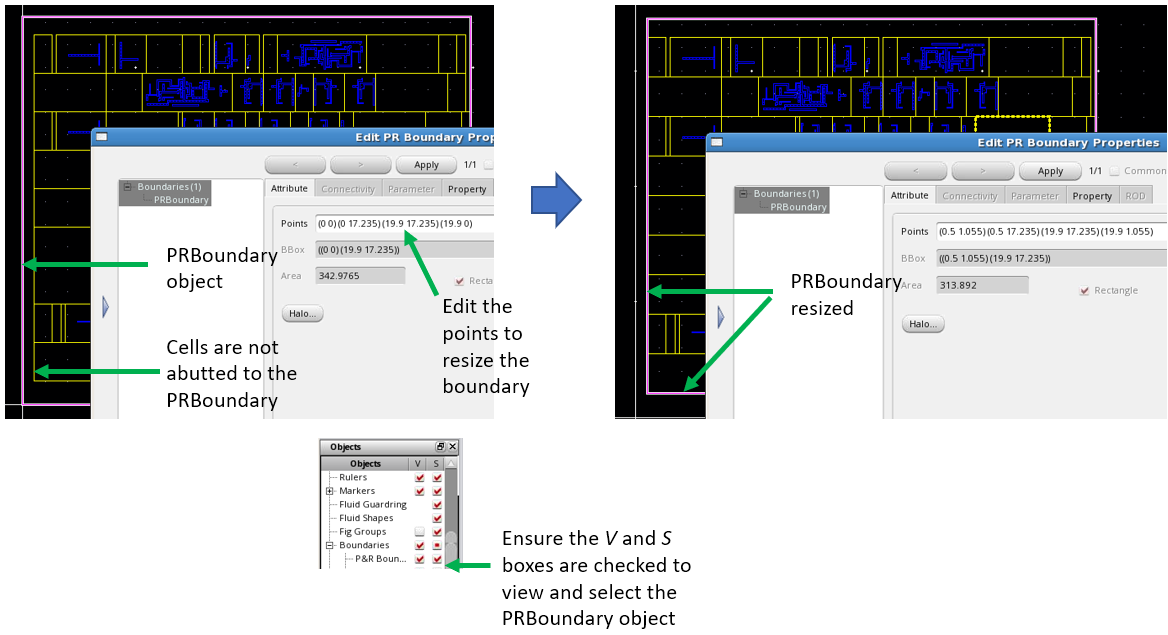 Edit PR Boundary Prop
< > Apply 1/1
Boundaries (1)
PRBoundary
Attribute Connectivity Parameter Property
Points (0 0) (0 17.235) (19.9 17.235) (19.9 0)
BBox ((0 0) (19.9 17.235))
Area 342.9765
Recta
Halo...
PRBoundary
object
Cells are not
abutted to the
PRBoundary
Edit the
points to
resize the
boundary
Edit PR Boundary Properties
< > Apply 1/1 Common
Boundaries (1)
PRBoundary
Attribute Connectivity Parameter Property ROD
Points (0.5 1.055) (0.5 17.235) (19.9 17.235) (19.9 1.055)
BBox ((0.5 1.055) (19.9 17.235))
Area 313.892
Rectangle
Halo...
PRBoundary
resized
Objects
Objects V S
Rulers
Markers
Fluid Guardring
Fluid Shapes
Fig Groups
Boundaries
P&R Boun...
Ensure the V and S
boxes are checked to
view and select the
PRBoundary object